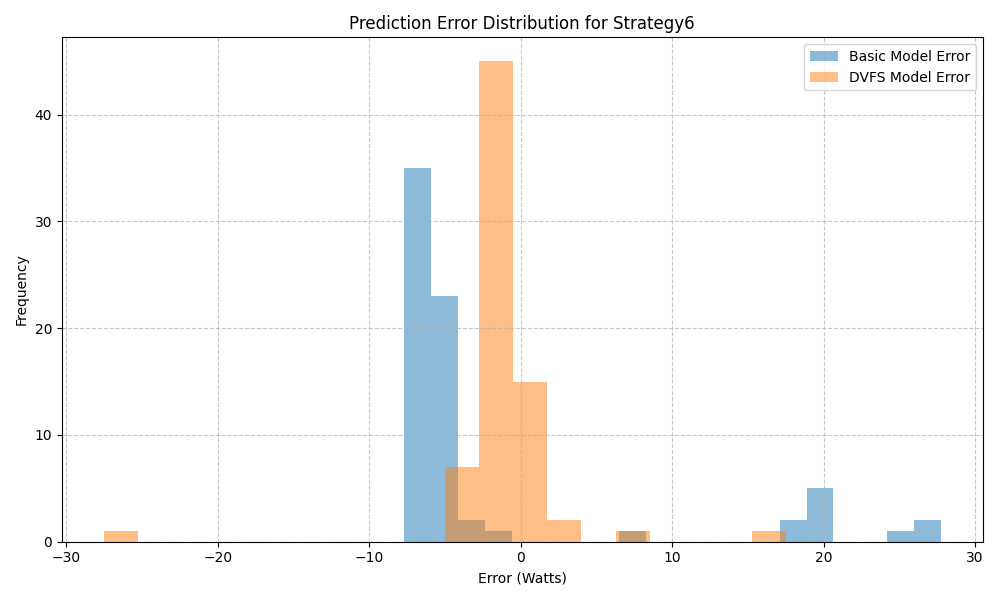 Prediction Error Distribution for Strategy6
Basic Model Error
DVFS Model Error
Frequency
40
30
20
10
0
−30
−20
−10
0
10
20
30
Error (Watts)